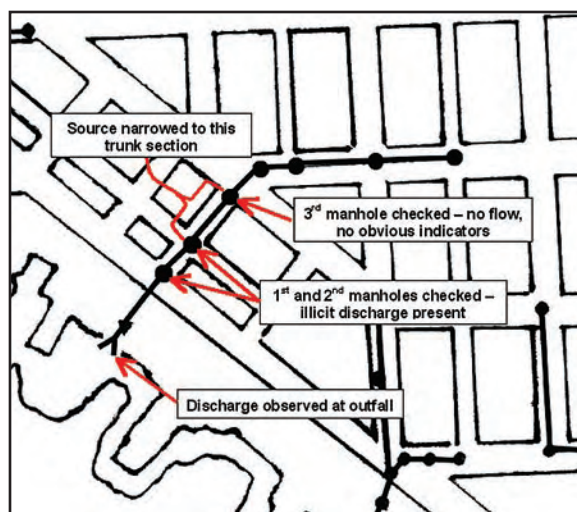 Source narrowed to this
trunk section
3rd manhole checked – no flow,
no obvious indicators
1st and 2nd manholes checked –
illicit discharge present
Discharge observed at outfall